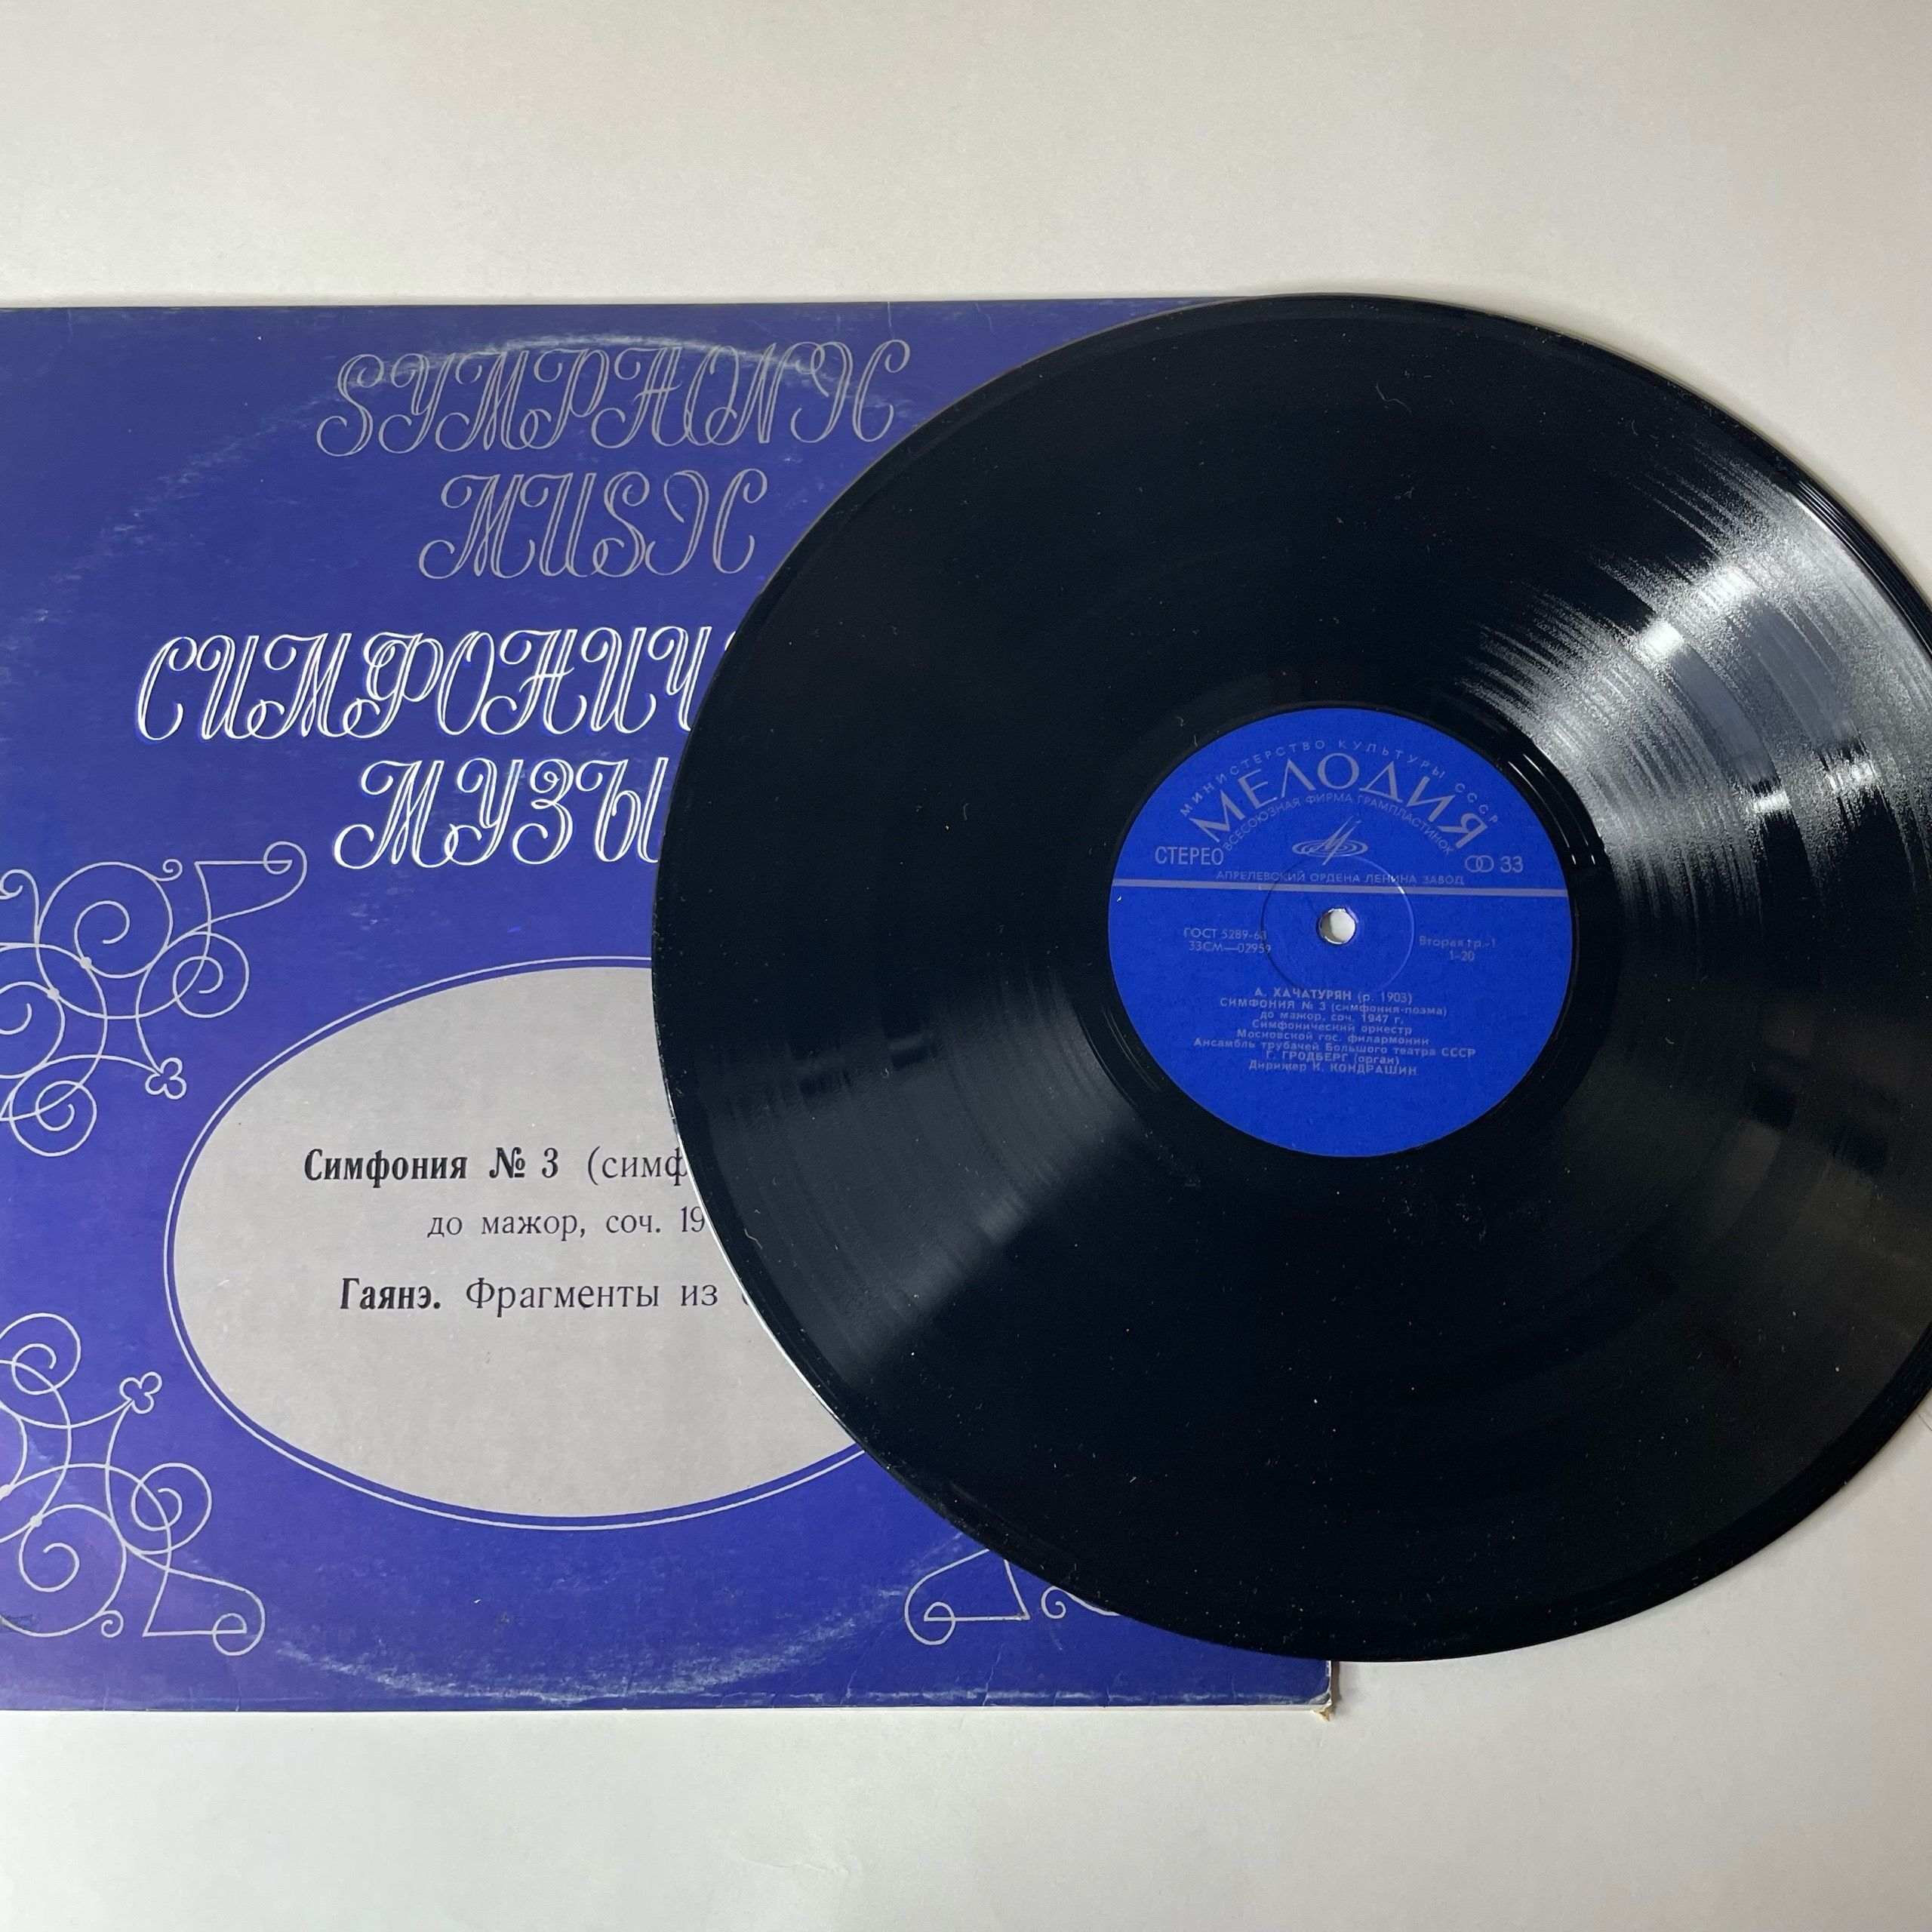 SYMPHONIC
MUSIC
СИМФОНИЧ
МУЗЫ
Симфония № 3 (симф
до мажор, соч. 19
Гаянэ. Фрагменты из
МИНИСТЕРСТВО КУЛЬТУРЫ СССР
МЕЛОДИЯ
ВСЕСОЮЗНАЯ ФИРМА ГРАМПЛАСТИНОК
СТЕРЕО
33
АПРЕЛЕВСКИЙ ОРДЕНА ЛЕНИНА ЗАВОД
ГОСТ 5289-68
33СМ—02959
Вторая гр.-1
1-20
А. ХАЧАТУРЯН (р. 1903)
СИМФОНИЯ № 3 (симфония-поэма)
до мажор, соч. 1947 г.
Симфонический оркестр
Московской гос. филармонии
Ансамбль трубачей Большого театра СССР
Г. ГРОДБЕРГ (орган)
Дирижер К. КОНДРАШИН